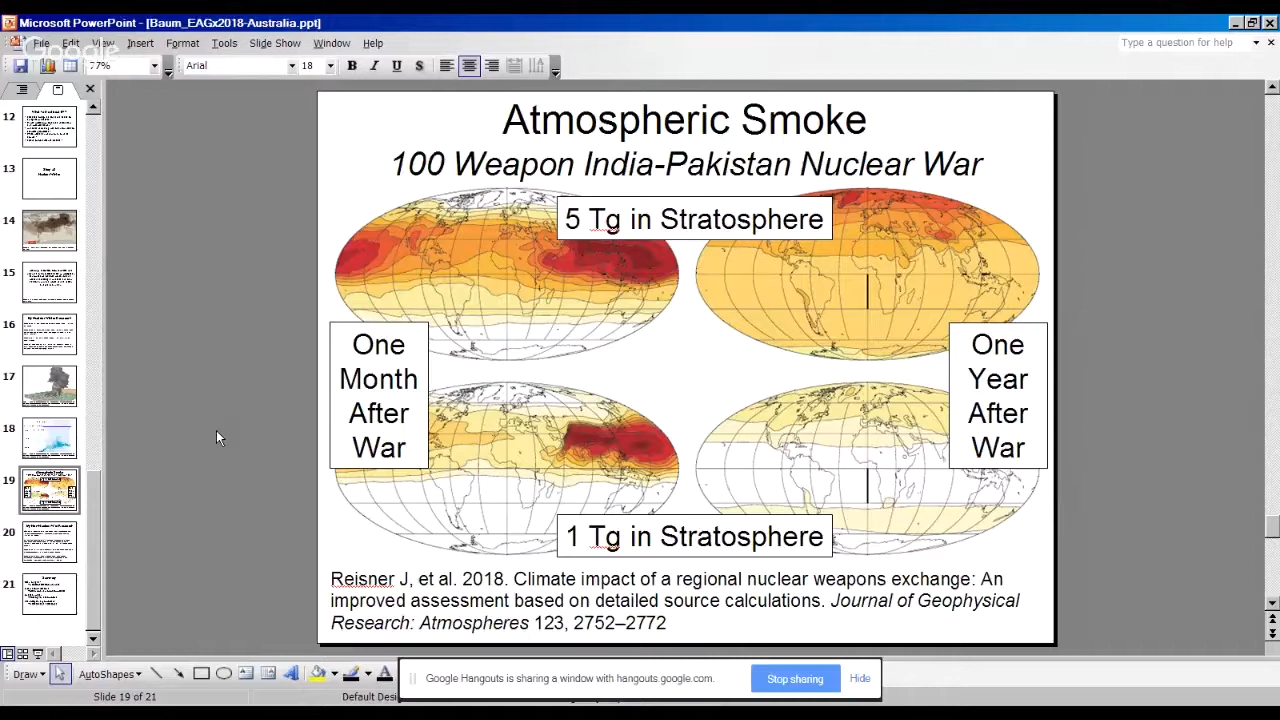 Microsoft PowerPoint - [Baum_EAGx2018-Australia.ppt]
File Edit View Insert Format Tools Slide Show Window Help
Type a question for help
Google
77%
Arial
18
B I U S
12
13
14
15
16
17
18
19
20
21
Atmospheric Smoke
100 Weapon India-Pakistan Nuclear War
5 Tg in Stratosphere
One
Month
After
War
One
Year
After
War
1 Tg in Stratosphere
Reisner J, et al. 2018. Climate impact of a regional nuclear weapons exchange: An
improved assessment based on detailed source calculations. Journal of Geophysical
Research: Atmospheres 123, 2752–2772
Draw
AutoShapes
Google Hangouts is sharing a window with hangouts.google.com.
Stop sharing
Hide
Slide 19 of 21
Default Desi